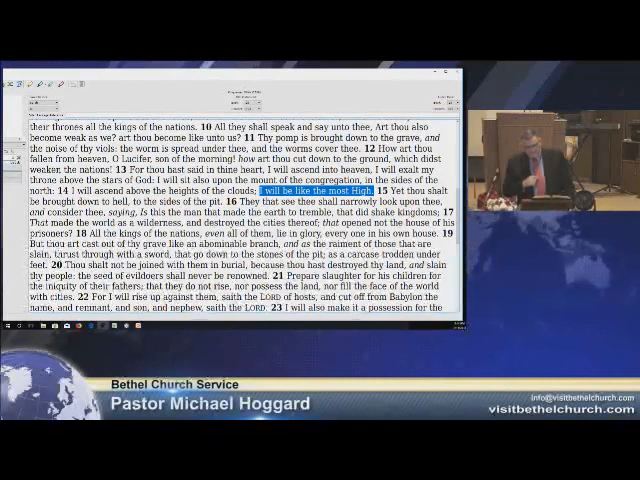 their thrones all the kings of the nations. 10 All they shall speak and say unto thee, Art thou also
become weak as we? art thou become like unto us? 11 Thy pomp is brought down to the grave, and
the noise of thy viols: the worm is spread under thee, and the worms cover thee. 12 How art thou
fallen from heaven, O Lucifer, son of the morning! how art thou cut down to the ground, which didst
weaken the nations! 13 For thou hast said in thine heart, I will ascend into heaven, I will exalt my
throne above the stars of God: I will sit also upon the mount of the congregation, in the sides of the
north: 14 I will ascend above the heights of the clouds; I will be like the most High. 15 Yet thou shalt
be brought down to hell, to the sides of the pit. 16 They that see thee shall narrowly look upon thee,
and consider thee, saying, Is this the man that made the earth to tremble, that did shake kingdoms; 17
That made the world as a wilderness, and destroyed the cities thereof; that opened not the house of his
prisoners? 18 All the kings of the nations, even all of them, lie in glory, every one in his own house. 19
But thou art cast out of thy grave like an abominable branch, and as the raiment of those that are
slain, thrust through with a sword, that go down to the stones of the pit; as a carcase trodden under
feet. 20 Thou shalt not be joined with them in burial, because thou hast destroyed thy land, and slain
thy people: the seed of evildoers shall never be renowned. 21 Prepare slaughter for his children for
the iniquity of their fathers; that they do not rise, nor possess the land, nor fill the face of the world
with cities. 22 For I will rise up against them, saith the LORD of hosts, and cut off from Babylon the
name, and remnant, and son, and nephew, saith the LORD. 23 I will also make it a possession for the
Bethel Church Service
Pastor Michael Hoggard
info@visitbethelchurch.com
visitbethelchurch.com